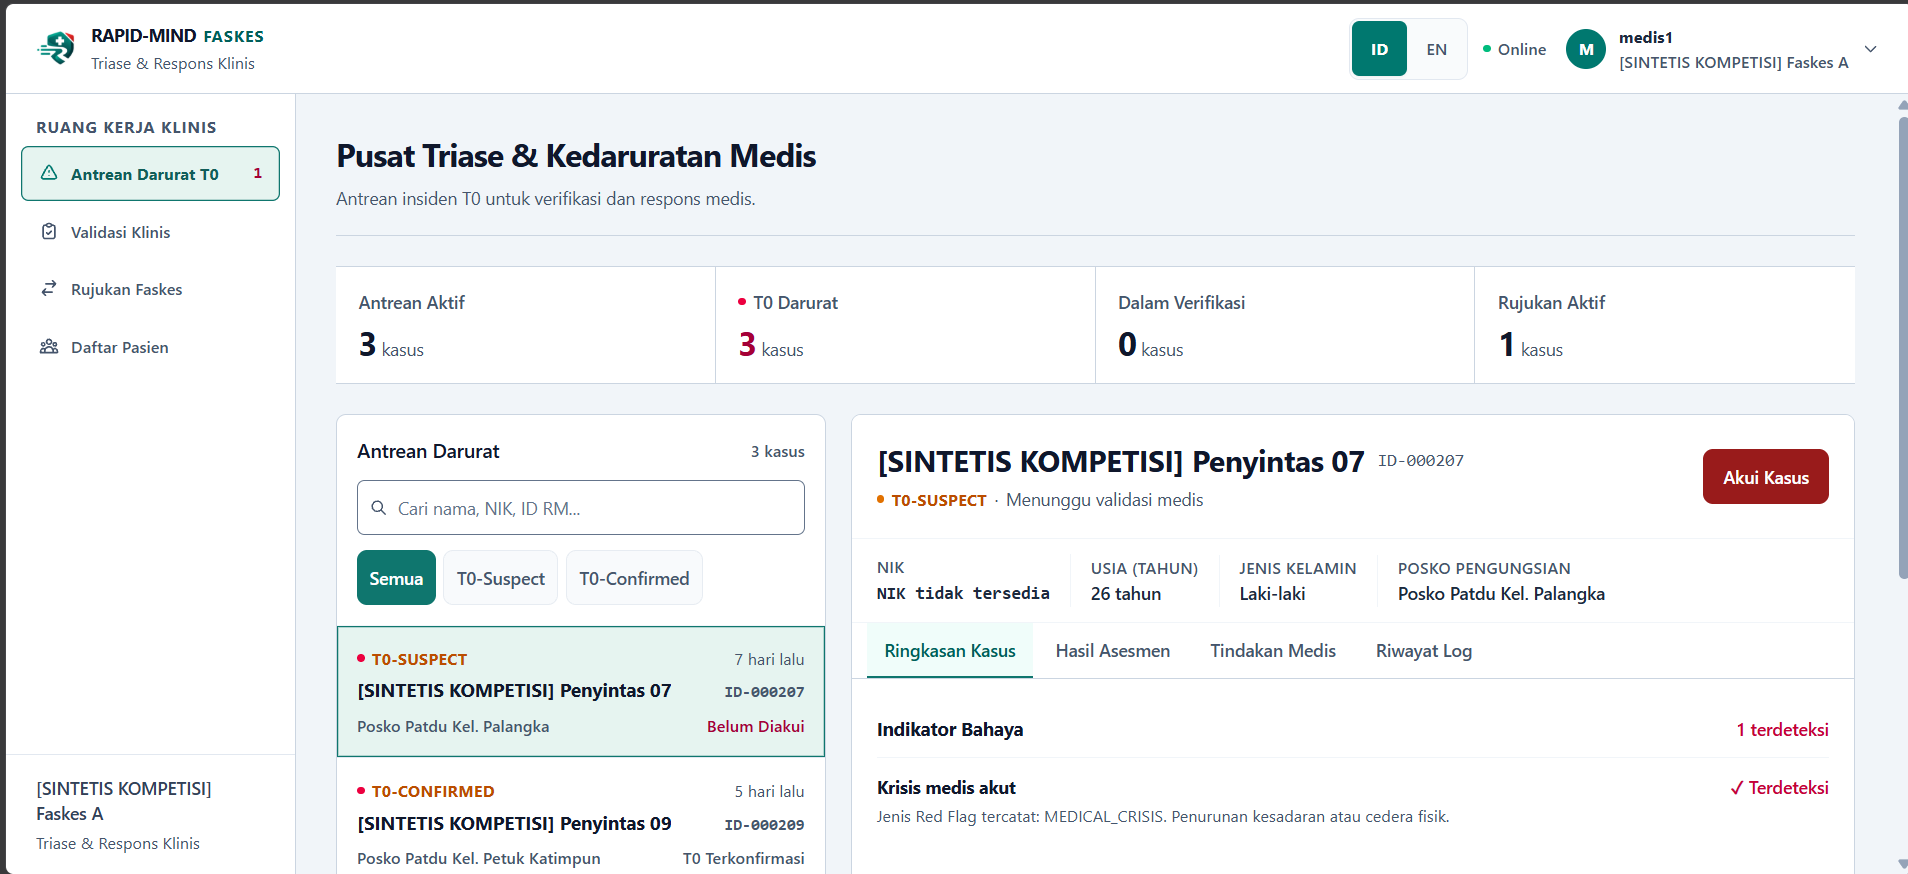 RAPID-MIND FASKES
Triase & Respons Klinis
ID EN Online
M
medis1
[SINTETIS KOMPETISI] Faskes A
RUANG KERJA KLINIS
Antrean Darurat T0 1
Validasi Klinis
Rujukan Faskes
Daftar Pasien
[SINTETIS KOMPETISI]
Faskes A
Triase & Respons Klinis
Pusat Triase & Kedaruratan Medis
Antrean insiden T0 untuk verifikasi dan respons medis.
Antrean Aktif
3 kasus
T0 Darurat
3 kasus
Dalam Verifikasi
0 kasus
Rujukan Aktif
1 kasus
Antrean Darurat 3 kasus
Cari nama, NIK, ID RM...
Semua T0-Suspect T0-Confirmed
T0-SUSPECT 7 hari lalu
[SINTETIS KOMPETISI] Penyintas 07 ID-000207
Posko Patdu Kel. Palangka Belum Diakui
T0-CONFIRMED 5 hari lalu
[SINTETIS KOMPETISI] Penyintas 09 ID-000209
Posko Patdu Kel. Petuk Katimpun T0 Terkonfirmasi
[SINTETIS KOMPETISI] Penyintas 07 ID-000207
T0-SUSPECT · Menunggu validasi medis
Akui Kasus
NIK
NIK tidak tersedia
USIA (TAHUN)
26 tahun
JENIS KELAMIN
Laki-laki
POSKO PENGUNGSIAN
Posko Patdu Kel. Palangka
Ringkasan Kasus Hasil Asesmen Tindakan Medis Riwayat Log
Indikator Bahaya 1 terdeteksi
Krisis medis akut ✓ Terdeteksi
Jenis Red Flag tercatat: MEDICAL_CRISIS. Penurunan kesadaran atau cedera fisik.